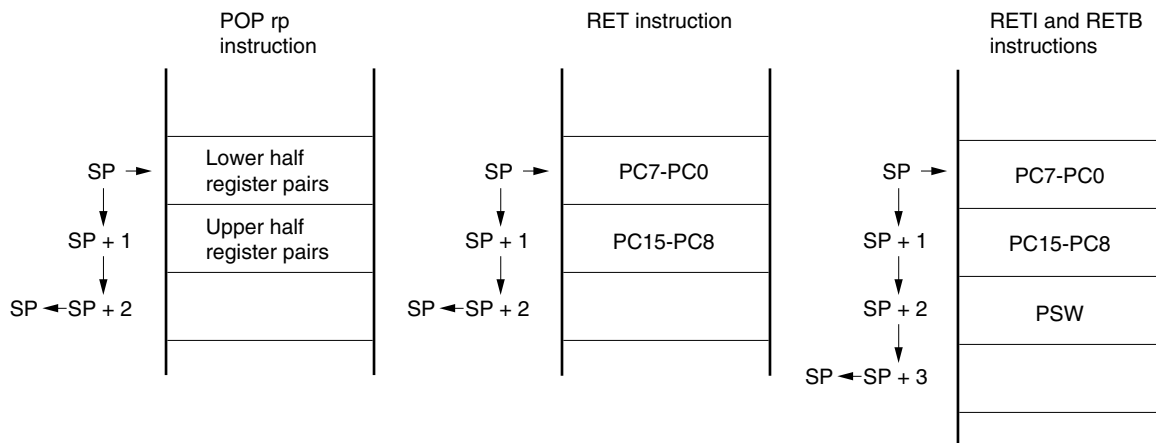 POP rp
instruction
SP
Lower half
register pairs
SP + 1
Upper half
register pairs
SP
SP + 2
RET instruction
SP
PC7-PC0
SP + 1
PC15-PC8
SP
SP + 2
RETI and RETB
instructions
SP
PC7-PC0
SP + 1
PC15-PC8
SP + 2
PSW
SP
SP + 3